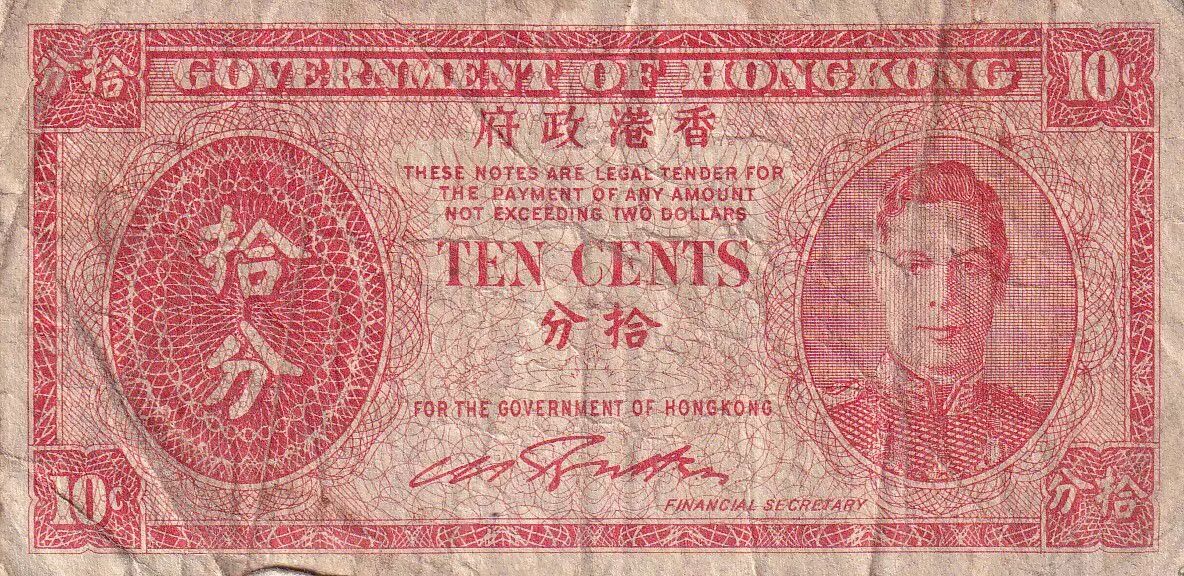 分拾
GOVERNMENT OF HONGKONG
10c
府政港香
THESE NOTES ARE LEGAL TENDER FOR
THE PAYMENT OF ANY AMOUNT
NOT EXCEEDING TWO DOLLARS
拾分
TEN CENTS
分拾
FOR THE GOVERNMENT OF HONGKONG
FINANCIAL SECRETARY
10c
分拾